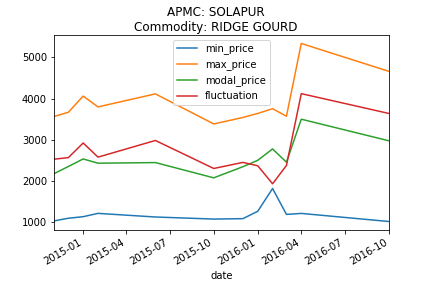 APMC: SOLAPUR
Commodity: RIDGE GOURD
min_price
max_price
modal_price
fluctuation
5000
4000
3000
2000
1000
2015-01
2015-04
2015-07
2015-10
2016-01
2016-04
2016-07
2016-10
date